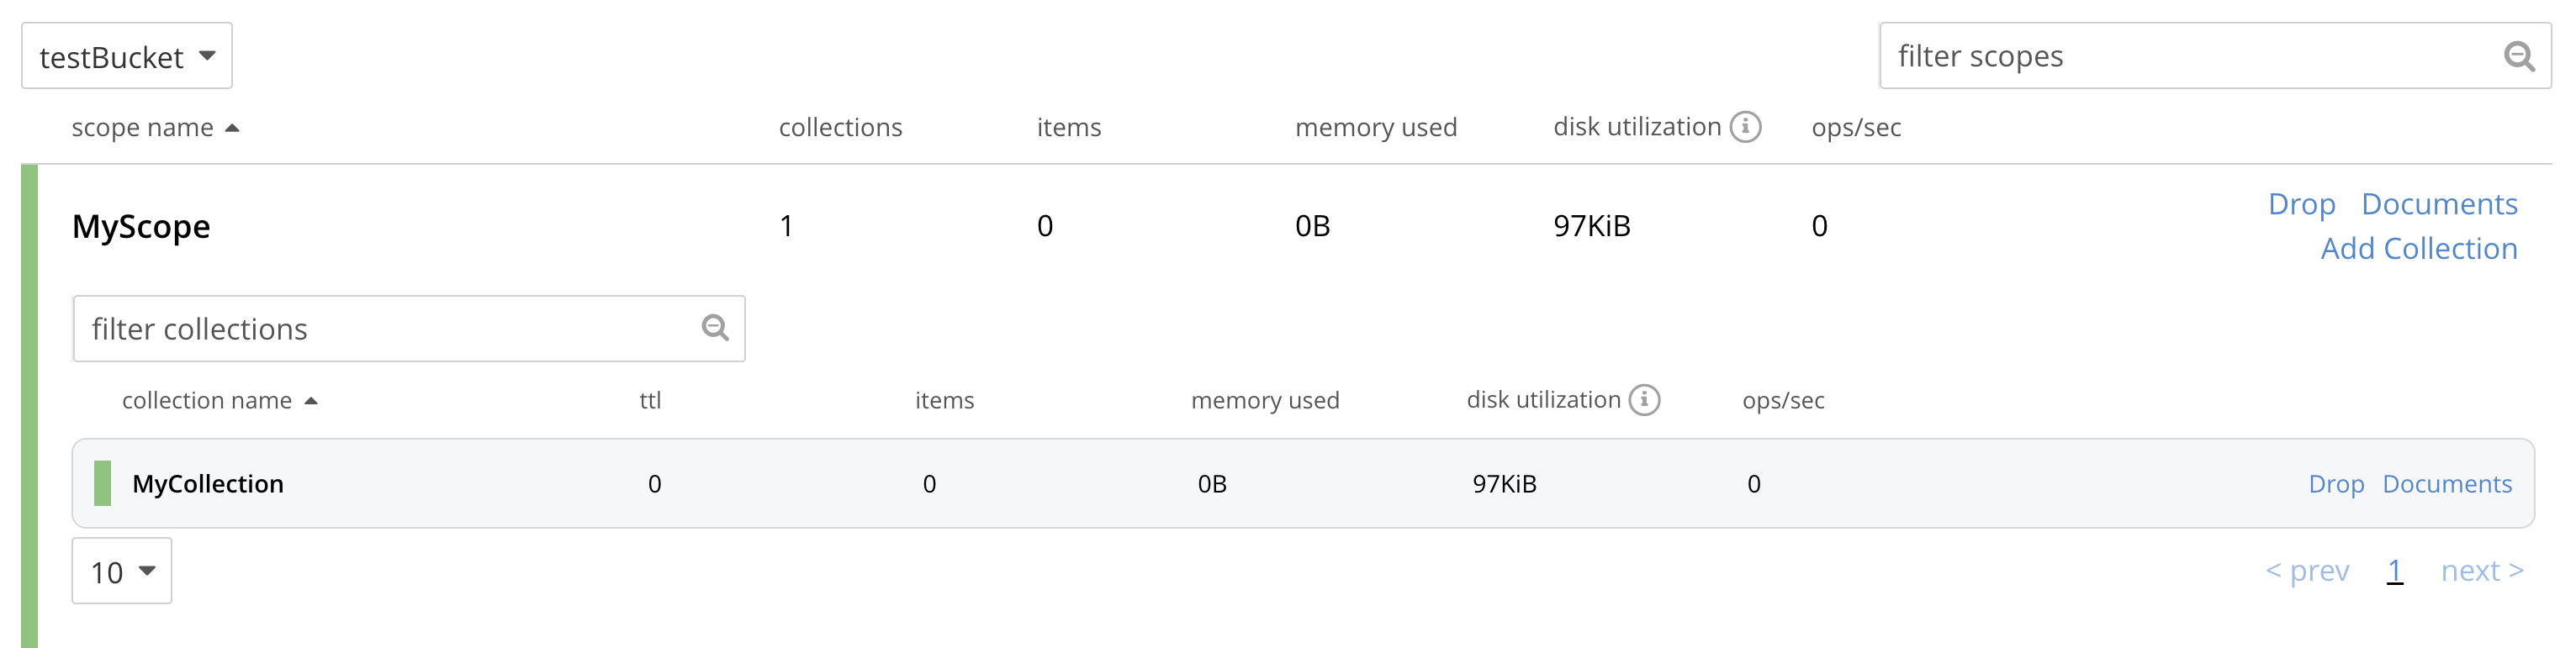 testBucket
filter scopes
scope name collections items memory used disk utilization ops/sec
MyScope 1 0 0B 97KiB 0 Drop Documents
Add Collection
filter collections
collection name ttl items memory used disk utilization ops/sec
MyCollection 0 0 0B 97KiB 0 Drop Documents
10 < prev 1 next >